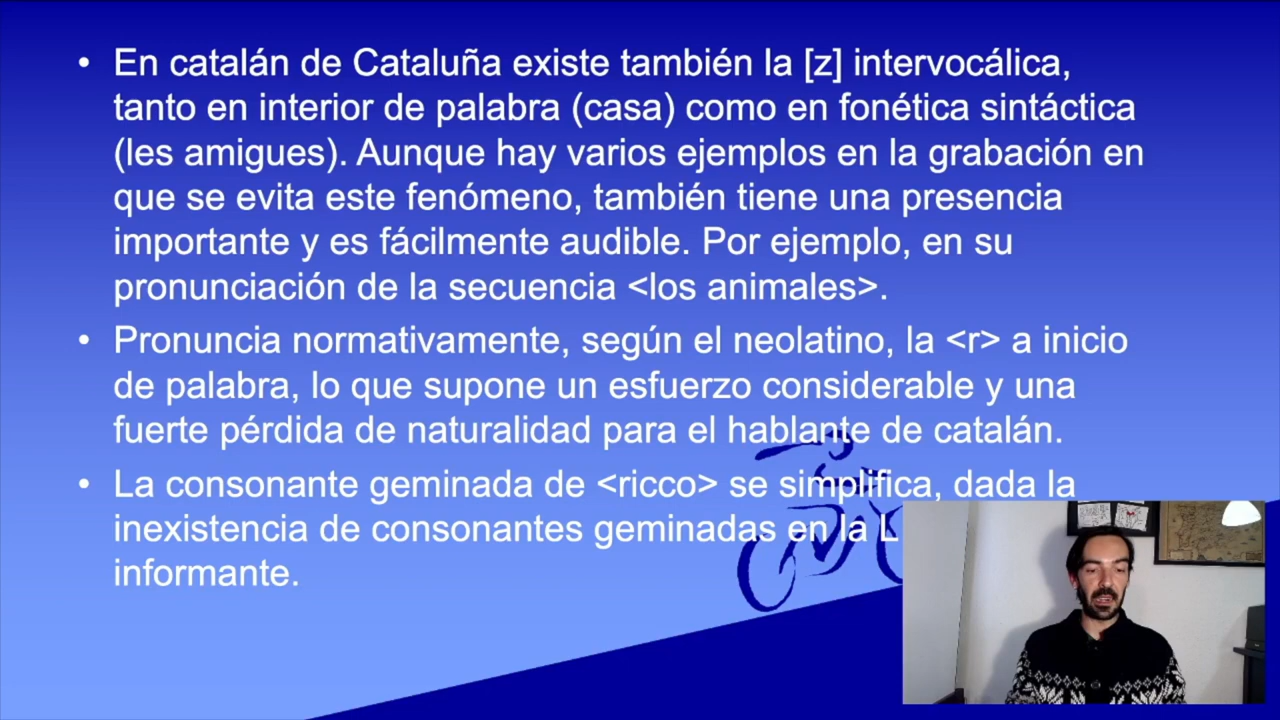 • En catalán de Cataluña existe también la [z] intervocálica,
tanto en interior de palabra (casa) como en fonética sintáctica
(les amigues). Aunque hay varios ejemplos en la grabación en
que se evita este fenómeno, también tiene una presencia
importante y es fácilmente audible. Por ejemplo, en su
pronunciación de la secuencia <los animales>.
• Pronuncia normativamente, según el neolatino, la <r> a inicio
de palabra, lo que supone un esfuerzo considerable y una
fuerte pérdida de naturalidad para el hablante de catalán.
• La consonante geminada de <ricco> se simplifica, dada la
inexistencia de consonantes geminadas en la L
informante.